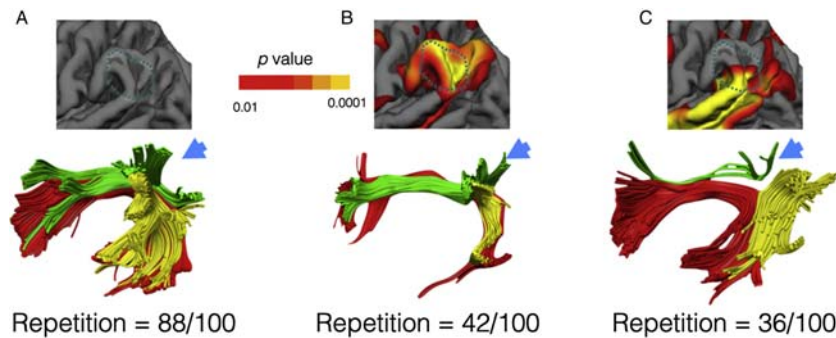 A
B
C
p value
0.01
0.0001
Repetition = 88/100
Repetition = 42/100
Repetition = 36/100